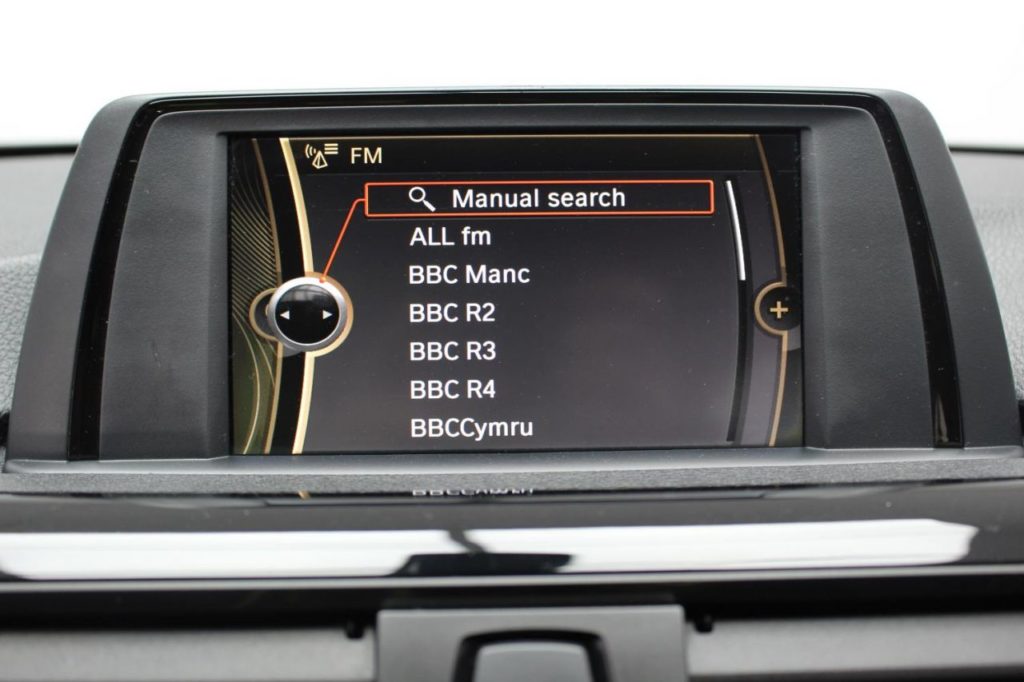 FM
Manual search
ALL fm
BBC Manc
BBC R2
BBC R3
BBC R4
BBCCymru